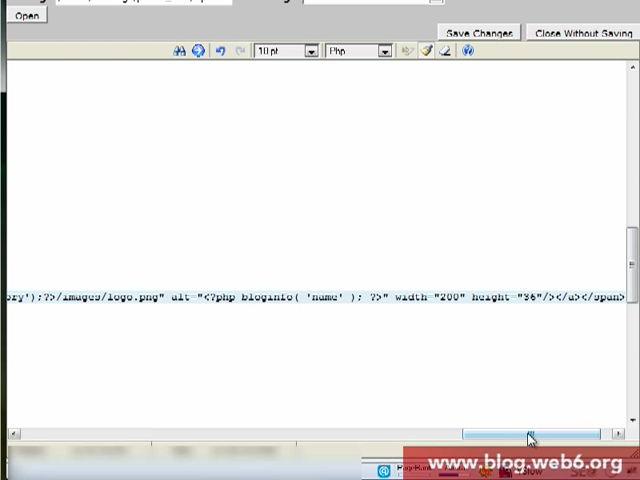 Open
Save Changes
Close Without Saving
10 pt
Php
ory');?>/images/logo.png" alt="<?php bloginfo( 'name' ); ?>" width="200" height="36"/></a></span>
www.blog.web6.org